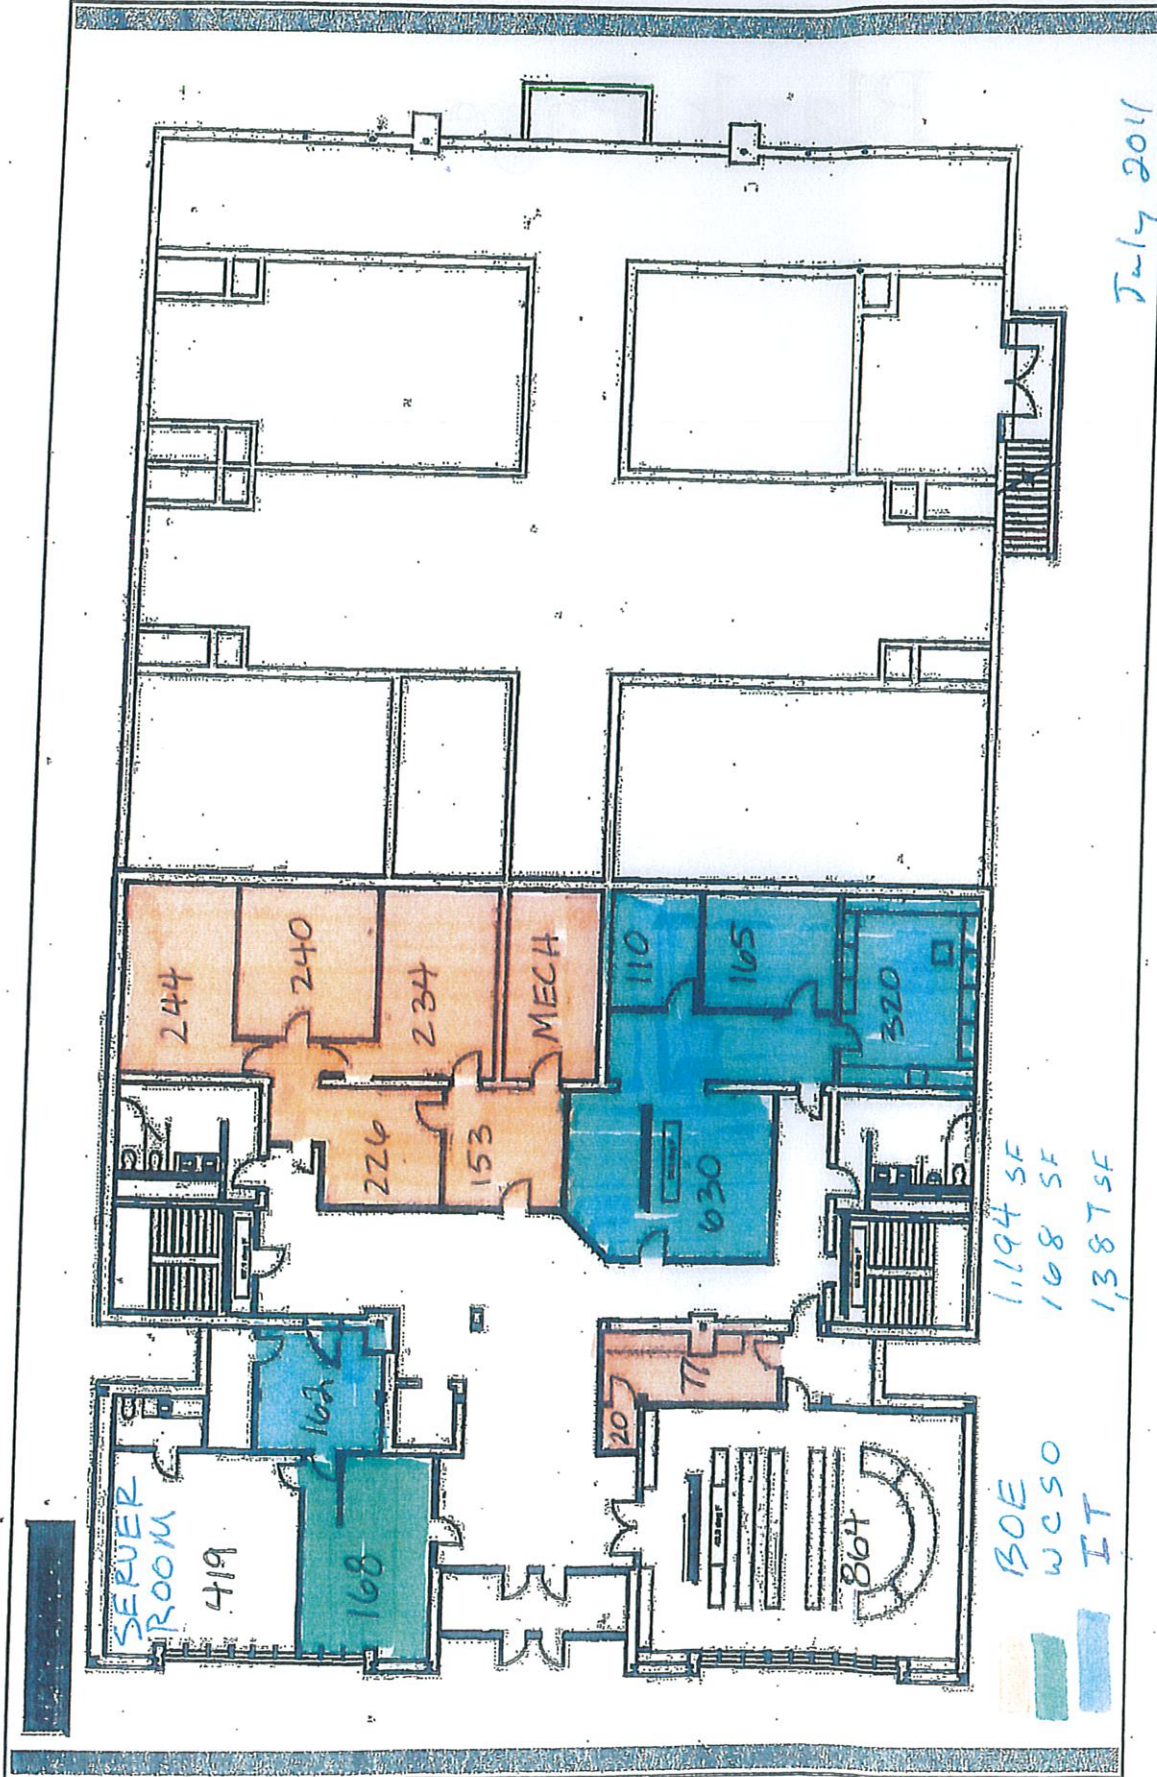 SERVER
ROOM
419
168
162
244
240
234
226
153
MECH
110
165
320
630
77
20
864
BOE 1,194 SF
WCSO 168 SF
IT 1,387 SF
July 2011